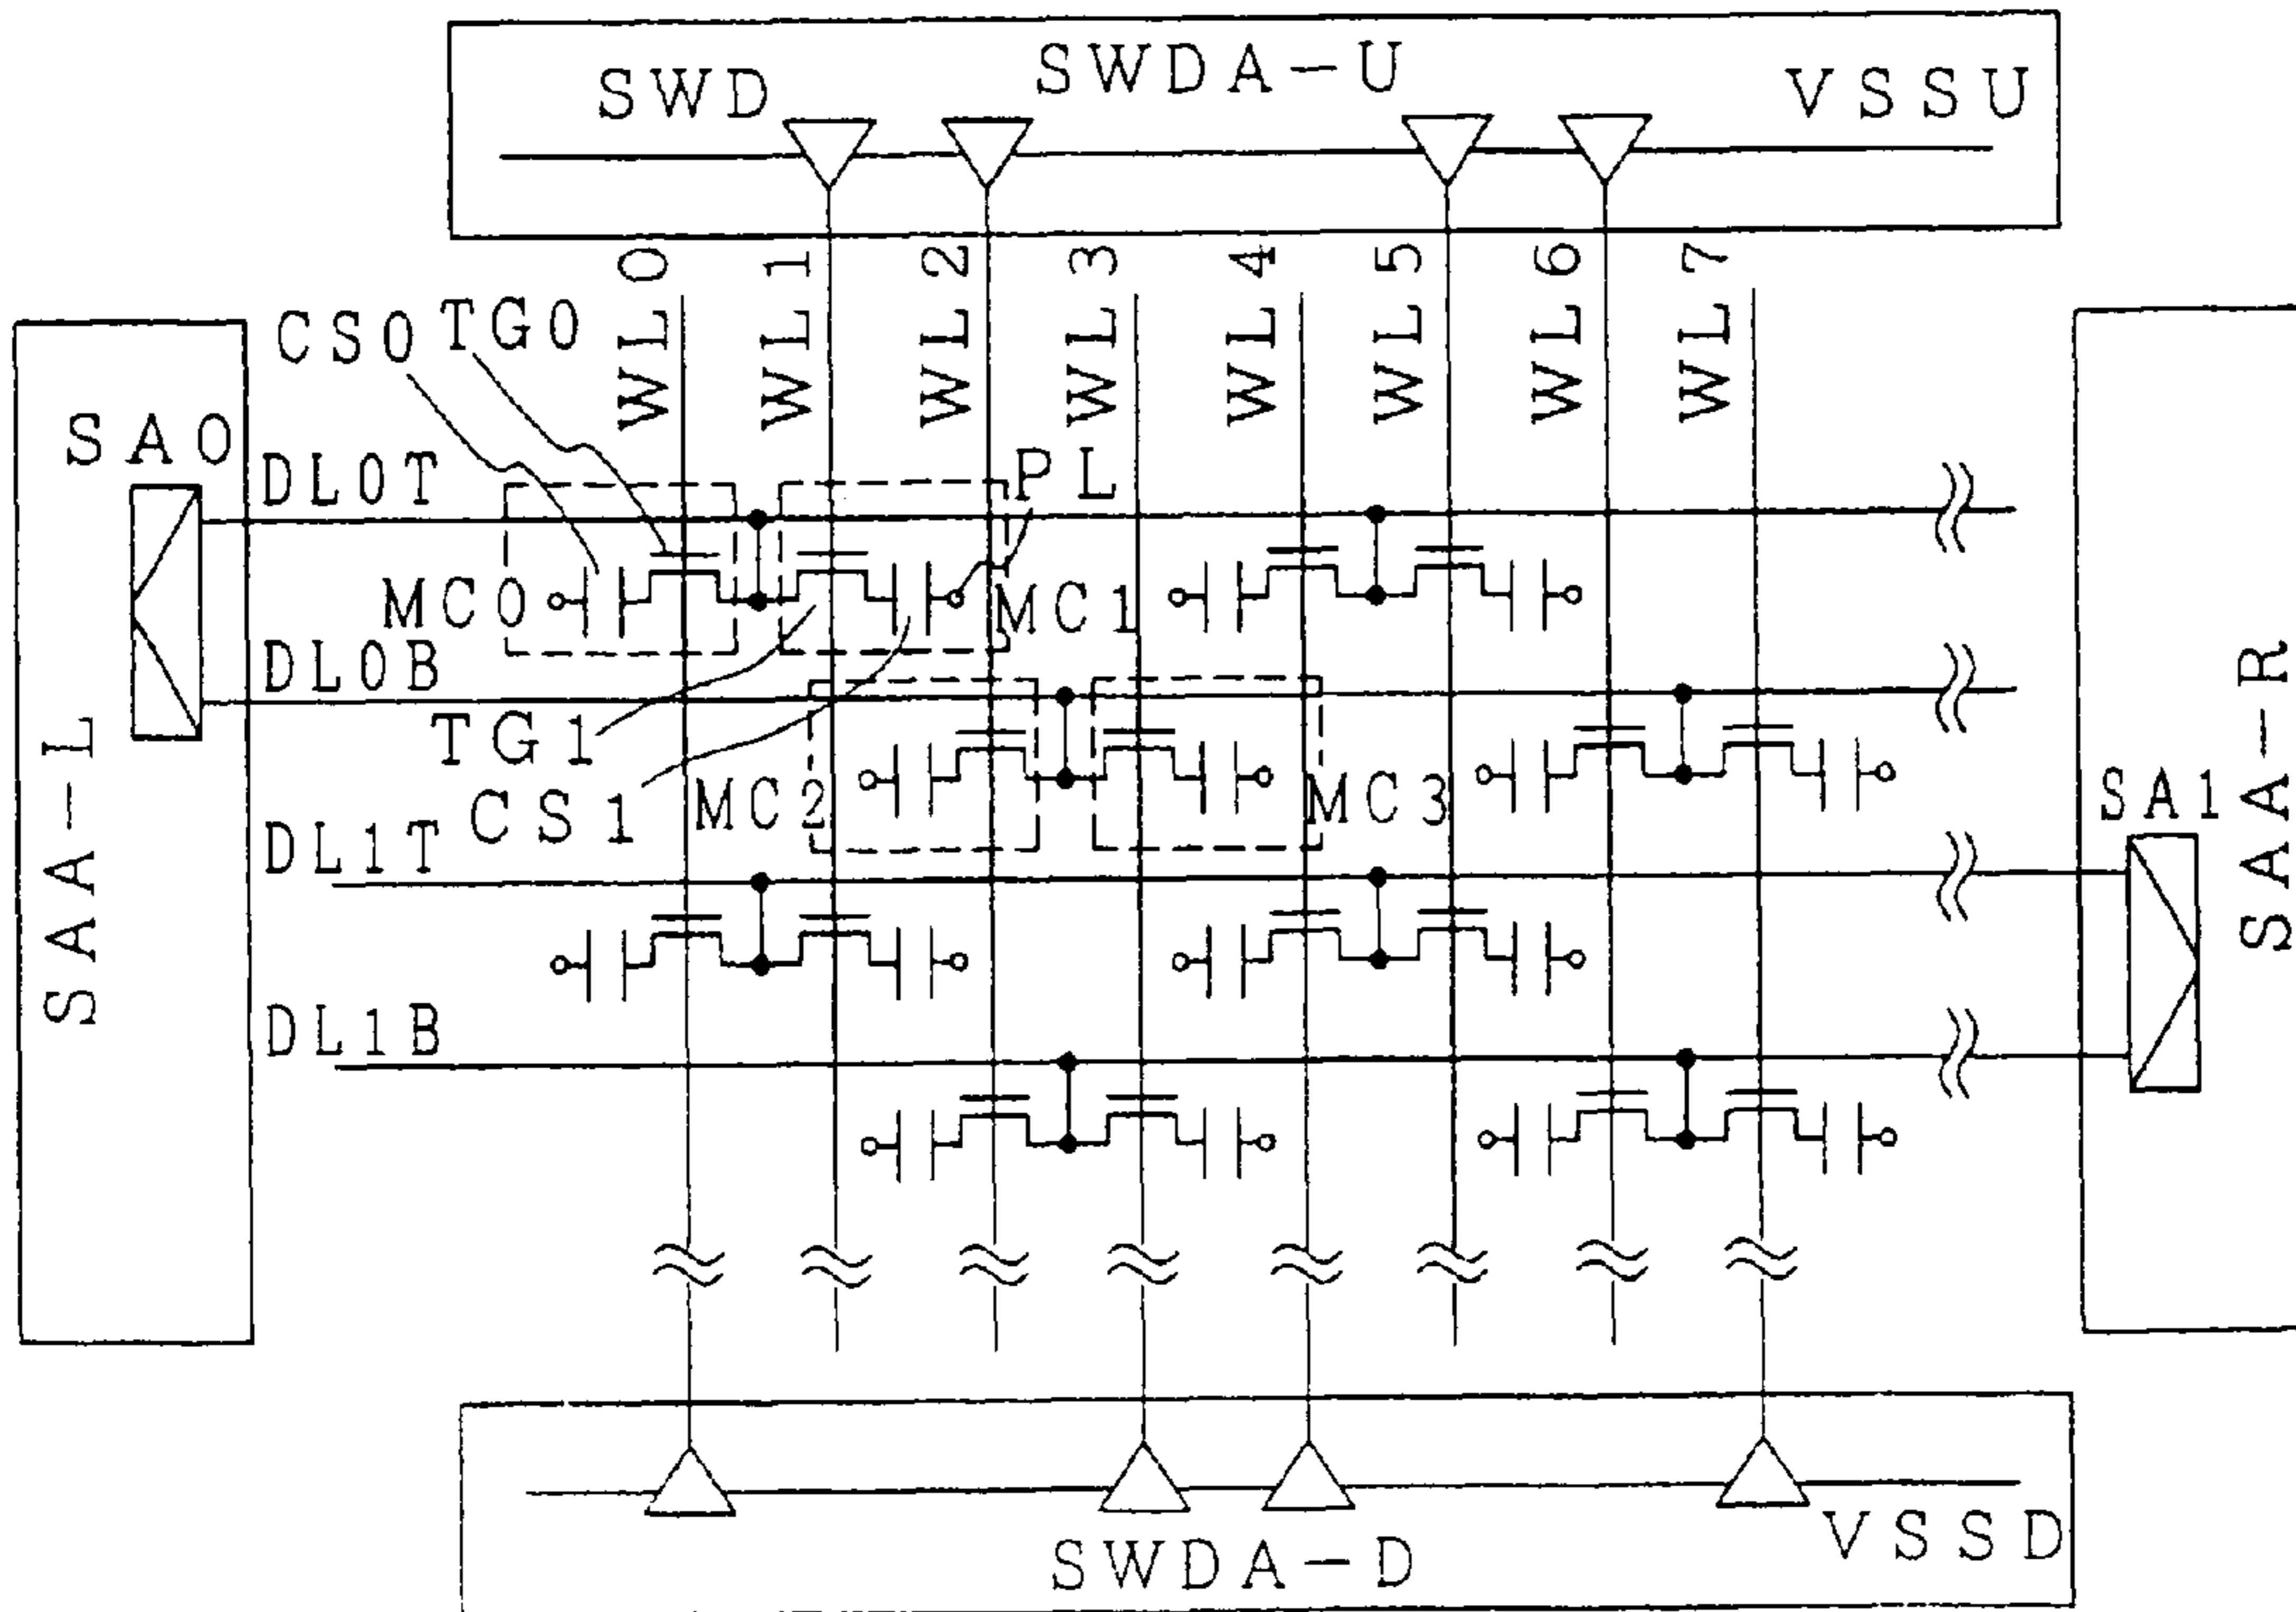 SWD
SWDA-U
VSSU
WL0
WL1
WL2
WL3
WL4
WL5
WL6
WL7
CS0
TG0
SA0
DL0T
PL
MC0
MC1
DL0B
TG1
CS1
MC2
MC3
SAA-L
SAA-R
SA1
DL1T
DL1B
SWDA-D
VSSD